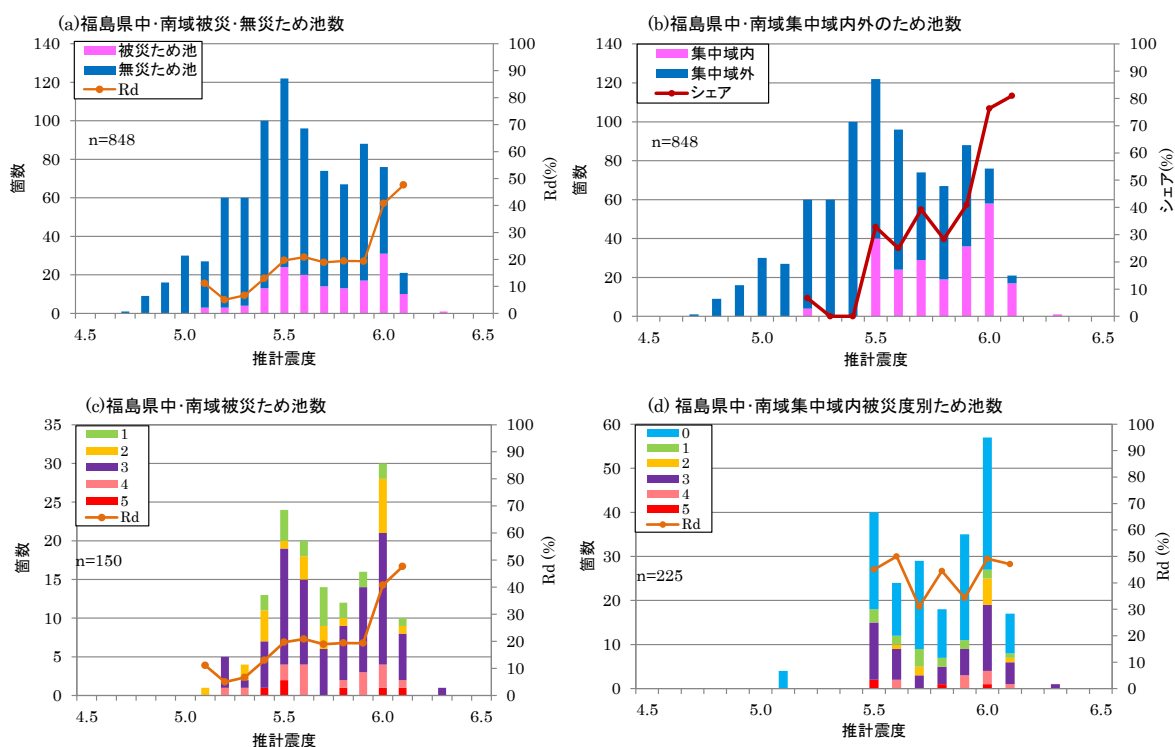 (a)福島県中・南域被災・無災ため池数
140
120
100
80
60
40
20
0
箇数
被災ため池
無災ため池
Rd
n=848
100
90
80
70
60
50
40
30
20
10
0
Rd(%)
4.5 5.0 5.5 6.0 6.5
推計震度
(b)福島県中・南域集中域内外のため池数
140
120
100
80
60
40
20
0
箇数
集中域内
集中域外
シェア
n=848
100
90
80
70
60
50
40
30
20
10
0
シェア(%)
4.5 5.0 5.5 6.0 6.5
推計震度
(c)福島県中・南域被災ため池数
35
30
25
20
15
10
5
0
箇数
1
2
3
4
5
Rd
n=150
100
90
80
70
60
50
40
30
20
10
0
Rd (%)
4.5 5.0 5.5 6.0 6.5
推計震度
(d) 福島県中・南域集中域内被災度別ため池数
60
50
40
30
20
10
0
箇数
0
1
2
3
4
5
Rd
n=225
100
90
80
70
60
50
40
30
20
10
0
Rd (%)
4.5 5.0 5.5 6.0 6.5
推計震度